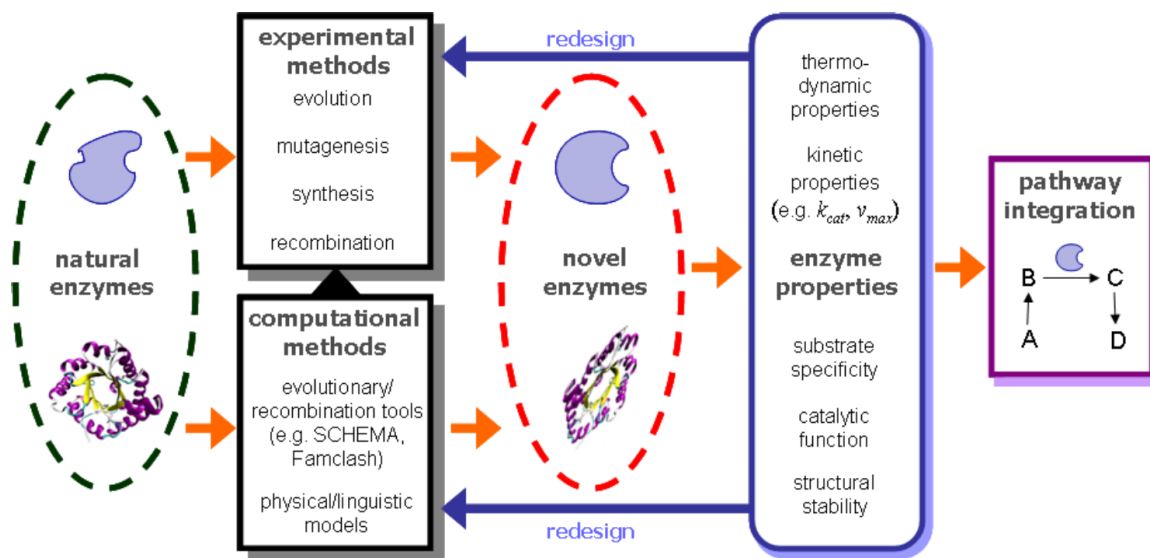 natural
enzymes
experimental
methods
evolution
mutagenesis
synthesis
recombination
computational
methods
evolutionary/
recombination tools
(e.g. SCHEMA,
Famclash)
physical/linguistic
models
redesign
novel
enzymes
redesign
thermo-
dynamic
properties
kinetic
properties
(e.g. kcat, vmax)
enzyme
properties
substrate
specificity
catalytic
function
structural
stability
pathway
integration
B C
A D